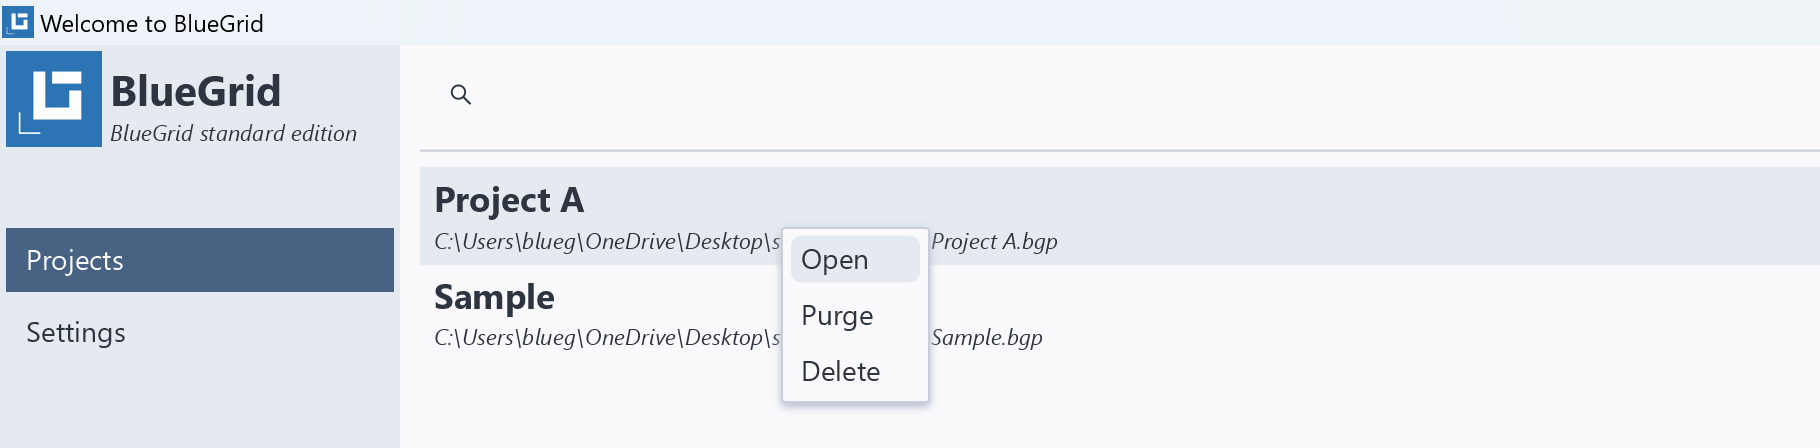 Welcome to BlueGrid
BlueGrid
BlueGrid standard edition
Projects
Settings
Project A
C:\Users\blueg\OneDrive\Desktop\s Project A.bgp
Sample
C:\Users\blueg\OneDrive\Desktop\s Sample.bgp
Open
Purge
Delete